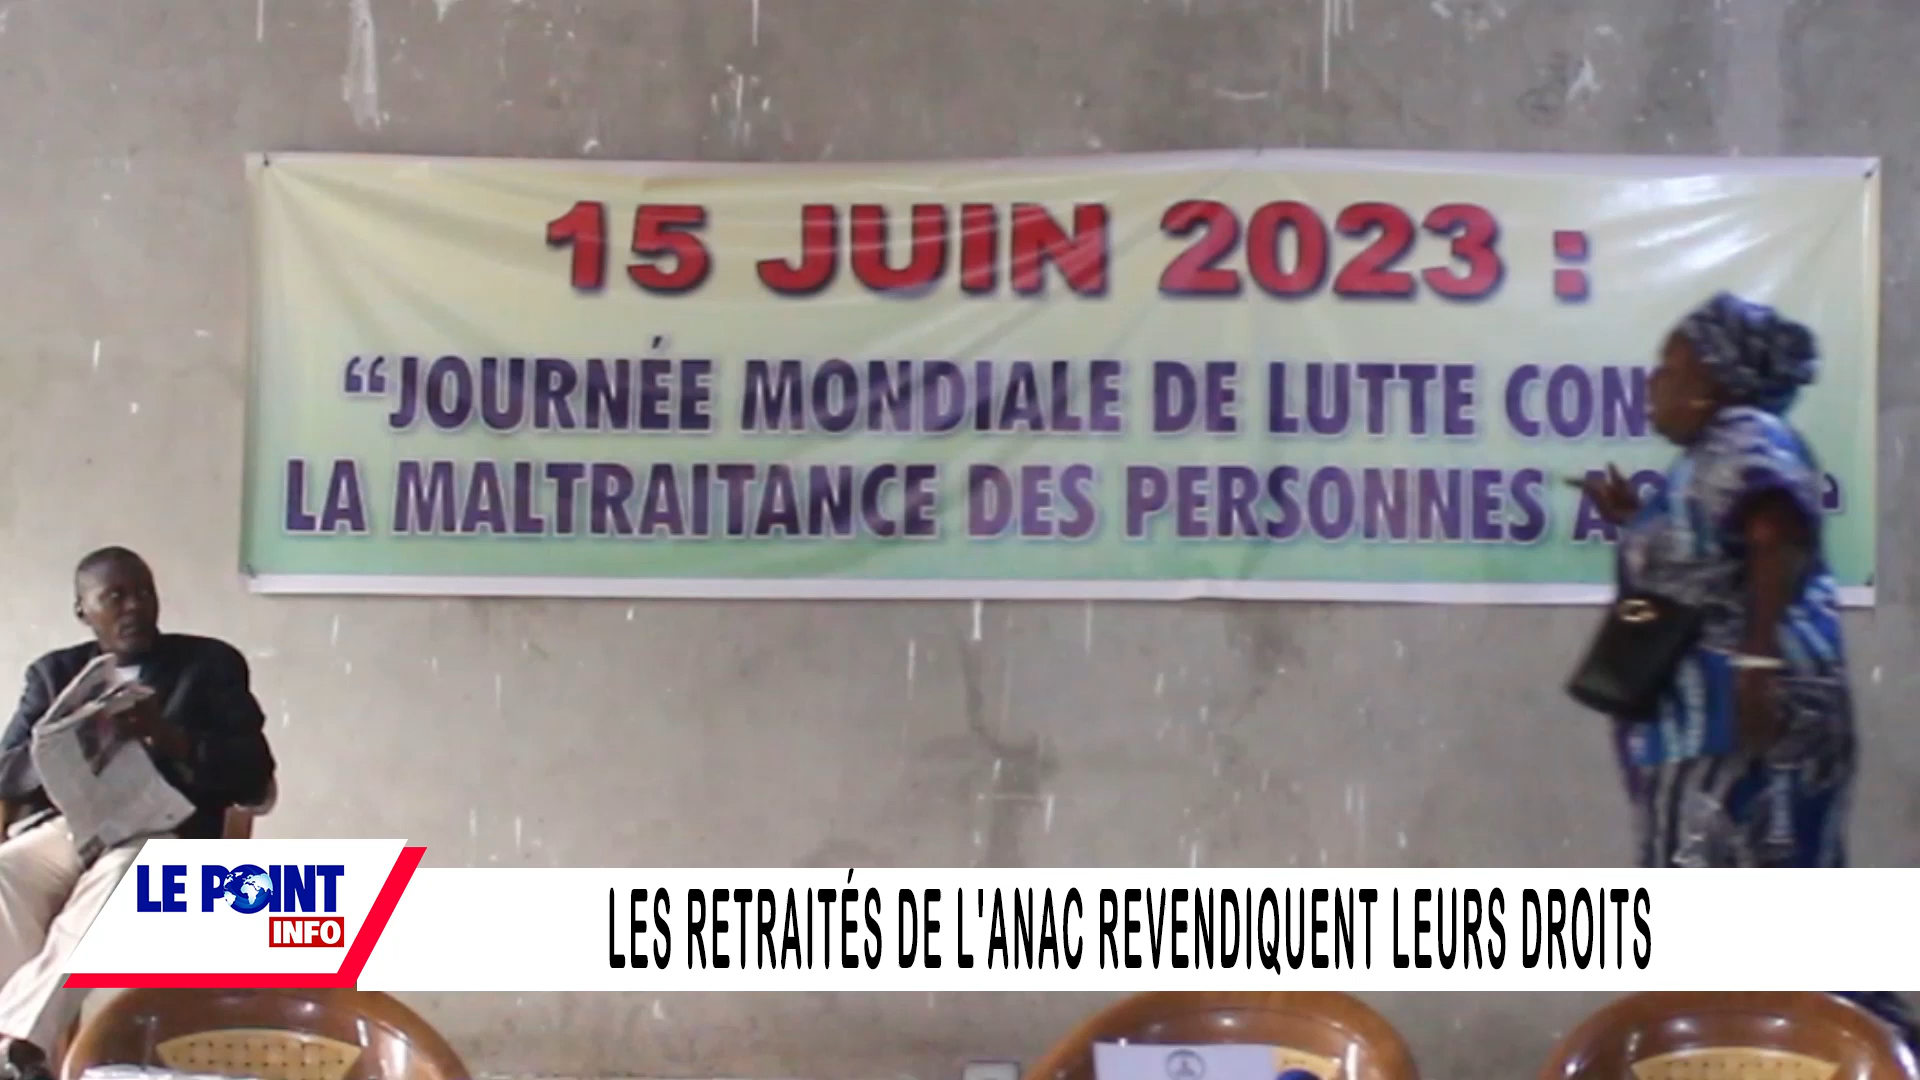 15 JUIN 2023 :
“JOURNÉE MONDIALE DE LUTTE
LA MALTRAITANCE DES PERSONNES
LE POINT
INFO
LES RETRAITÉS DE L'ANAC REVENDIQUENT LEURS DROITS